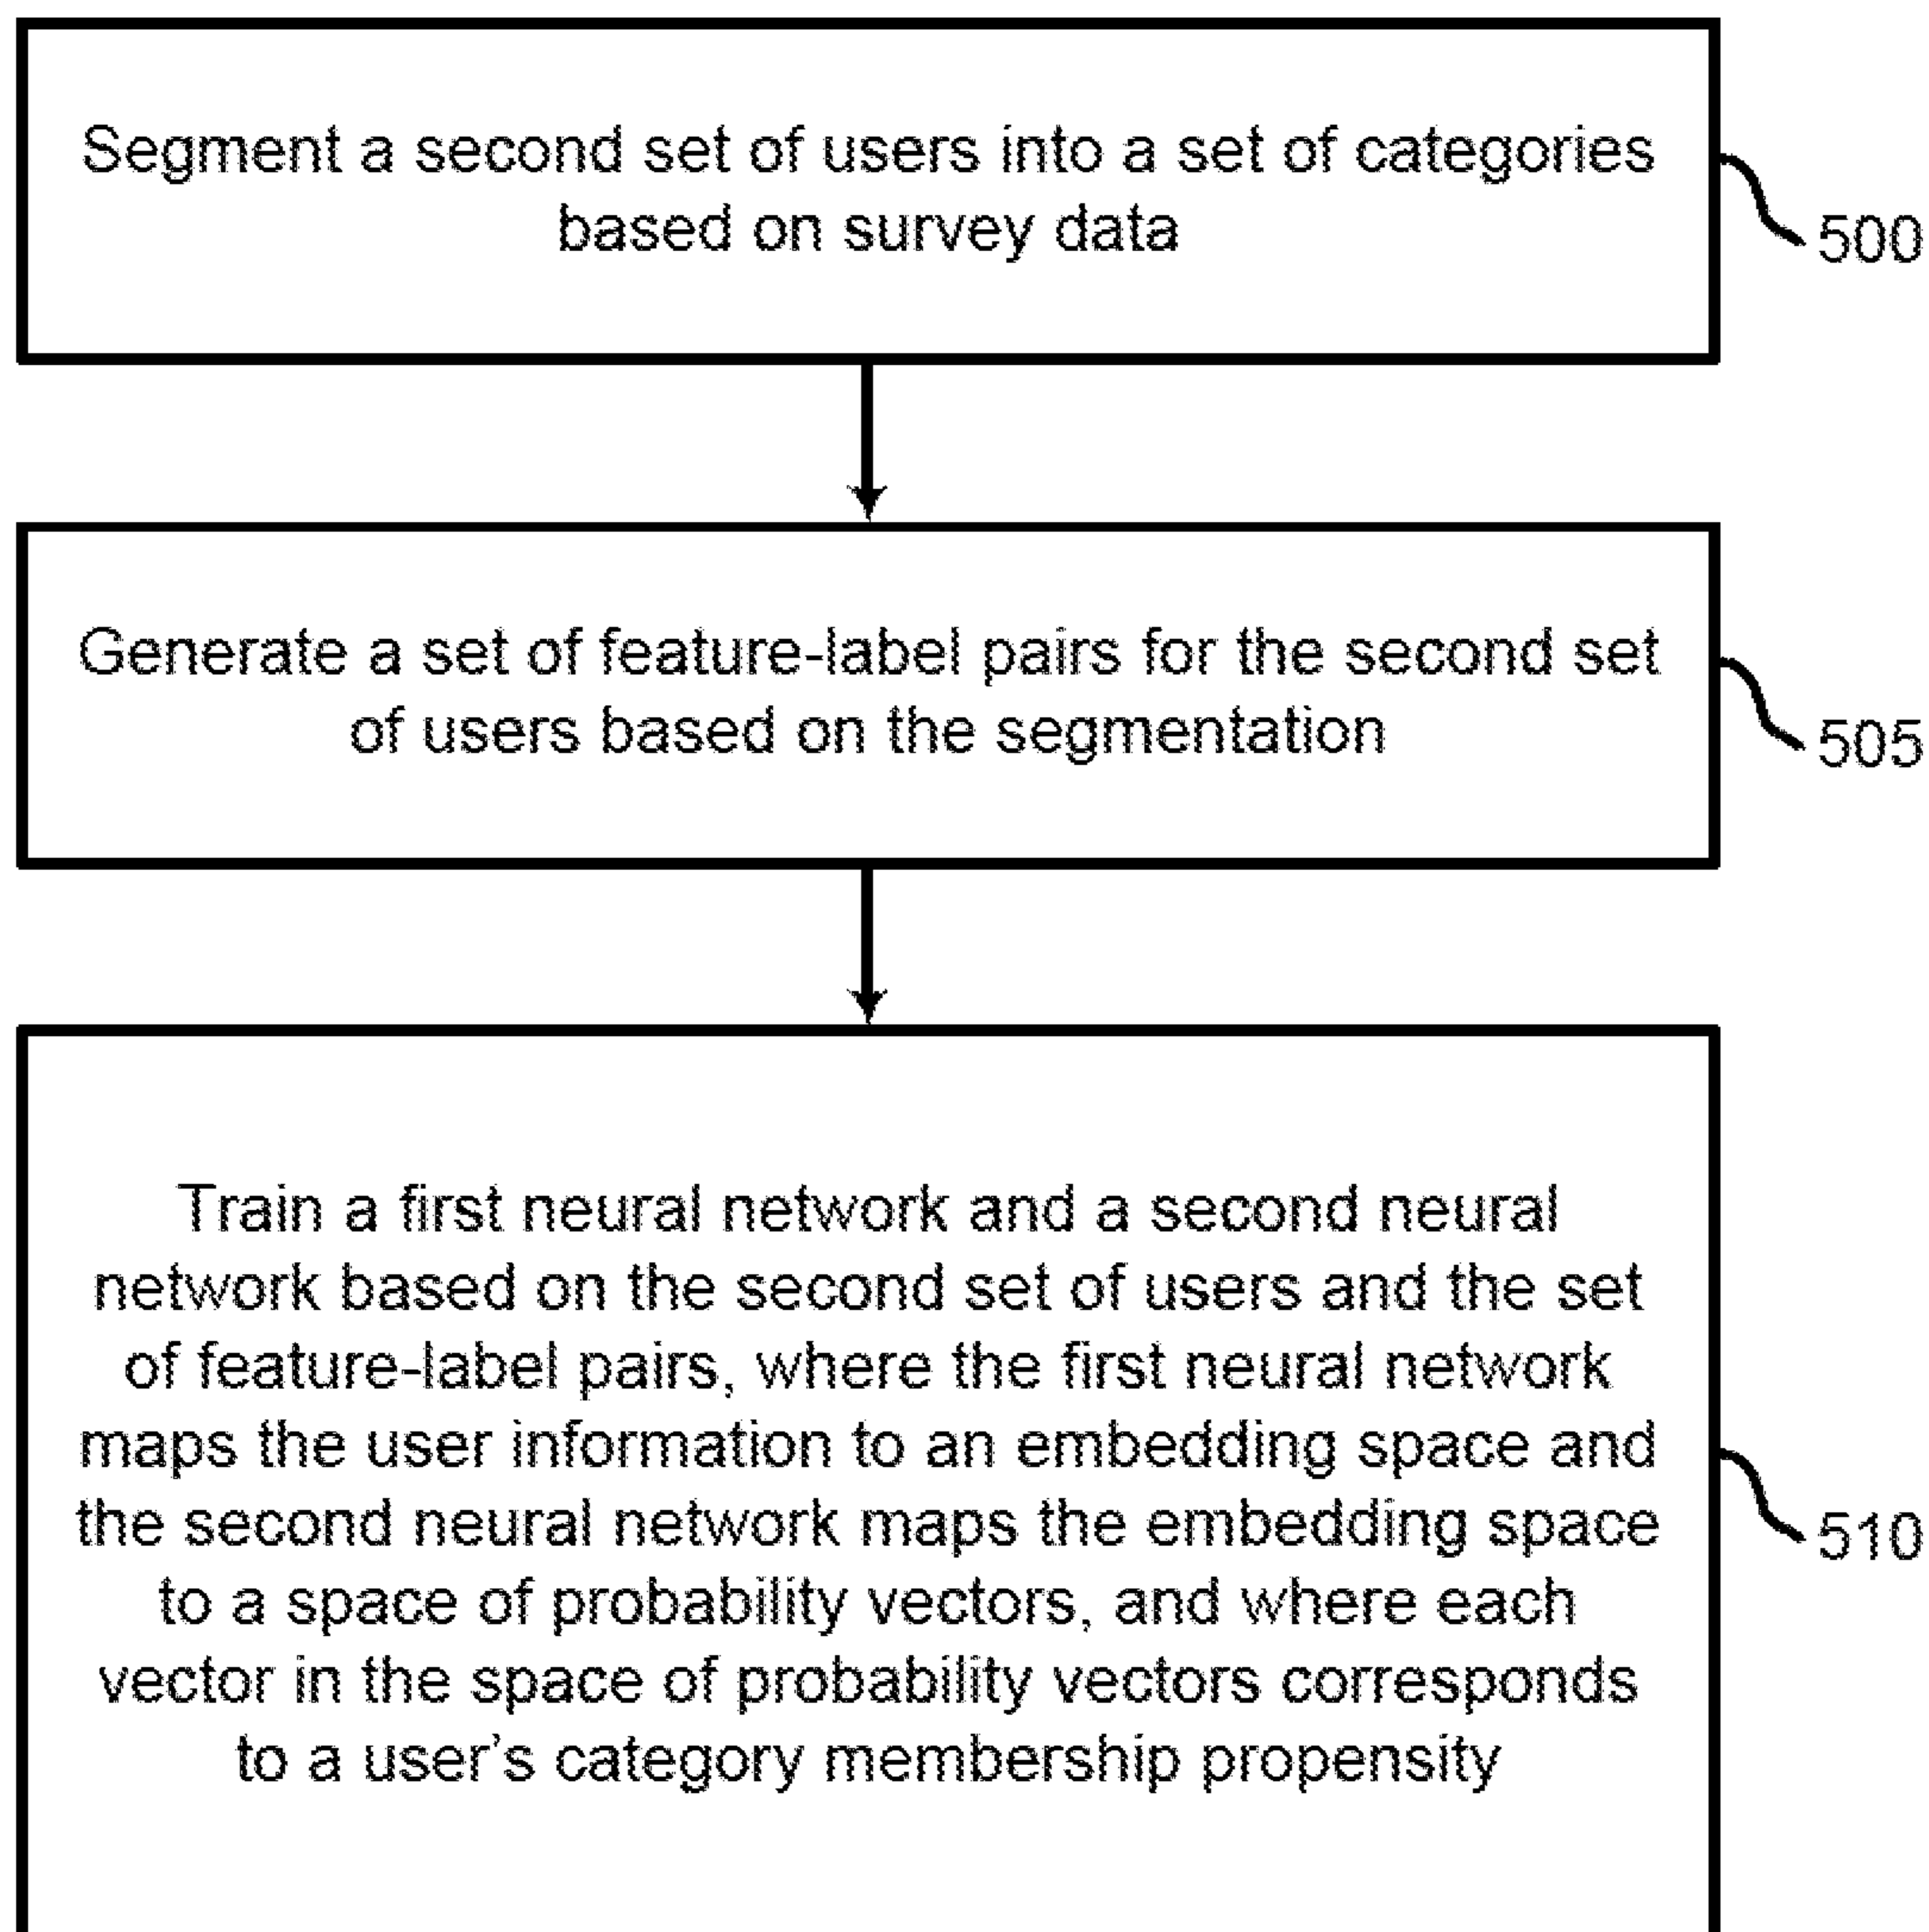 Segment a second set of users into a set of categories
based on survey data
500
Generate a set of feature-label pairs for the second set
of users based on the segmentation
505
Train a first neural network and a second neural
network based on the second set of users and the set
of feature-label pairs, where the first neural network
maps the user information to an embedding space and
the second neural network maps the embedding space
to a space of probability vectors, and where each
vector in the space of probability vectors corresponds
to a user's category membership propensity
510